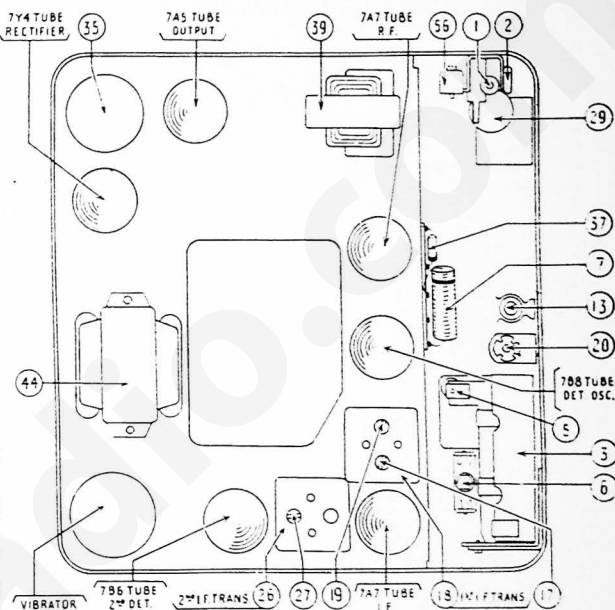 7Y4 TUBE
RECTIFIER
35
7A5 TUBE
OUTPUT
39
7A7 TUBE
R.F.
56
1
2
29
37
7
13
20
7B8 TUBE
DET. OSC.
5
3
6
44
VIBRATOR
7B6 TUBE
2ND DET.
2ND I.F. TRANS.
26
27
19
7A7 TUBE
I.F.
18
1ST I.F. TRANS.
17